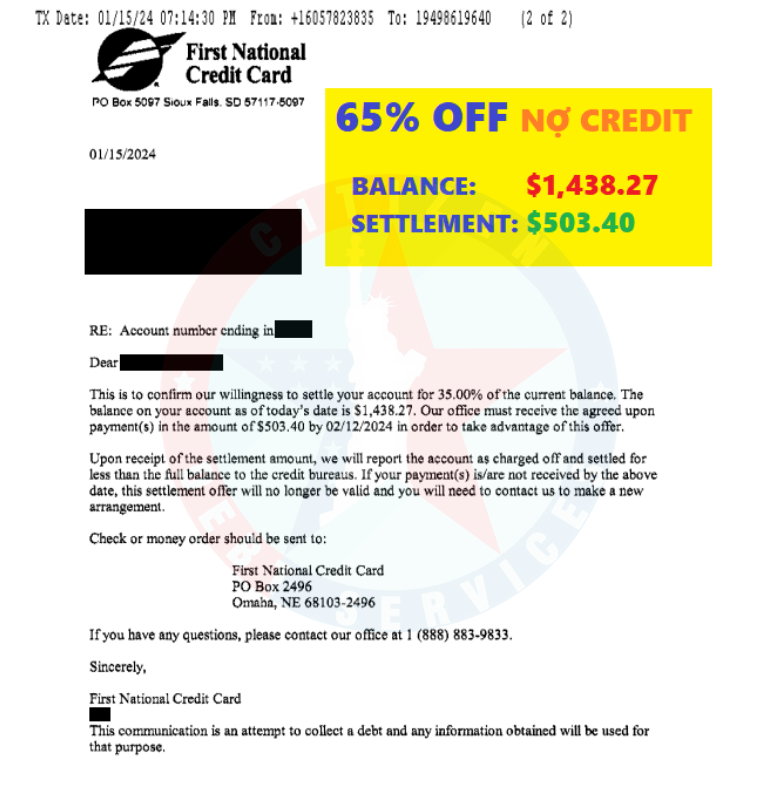 TX Date: 01/15/24 07:14:30 PM From: +16057823835 To: 19498619640 (2 of 2)
First National
Credit Card
PO Box 5097 Sioux Falls, SD 57117-5097
65% OFF NỢ CREDIT
BALANCE: $1,438.27
SETTLEMENT: $503.40
01/15/2024
RE: Account number ending in
Dear
This is to confirm our willingness to settle your account for 35.00% of the current balance. The
balance on your account as of today's date is $1,438.27. Our office must receive the agreed upon
payment(s) in the amount of $503.40 by 02/12/2024 in order to take advantage of this offer.
Upon receipt of the settlement amount, we will report the account as charged off and settled for
less than the full balance to the credit bureaus. If your payment(s) is/are not received by the above
date, this settlement offer will no longer be valid and you will need to contact us to make a new
arrangement.
Check or money order should be sent to:
First National Credit Card
PO Box 2496
Omaha, NE 68103-2496
If you have any questions, please contact our office at 1 (888) 883-9833.
Sincerely,
First National Credit Card
This communication is an attempt to collect a debt and any information obtained will be used for
that purpose.